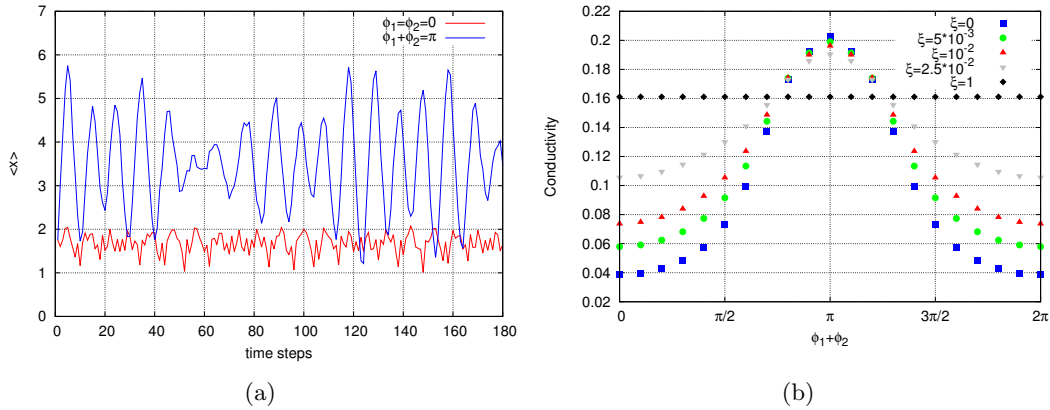 7
6
5
4
3
2
1
0
<x>
0 20 40 60 80 100 120 140 160 180
time steps
ϕ₁=ϕ₂=0
ϕ₁+ϕ₂=π
(a)
0.22
0.2
0.18
0.16
0.14
0.12
0.1
0.08
0.06
0.04
0.02
Conductivity
0 π/2 π 3π/2 2π
ϕ₁+ϕ₂
ξ=0
ξ=5*10⁻³
ξ=10⁻²
ξ=2.5*10⁻²
ξ=1
(b)